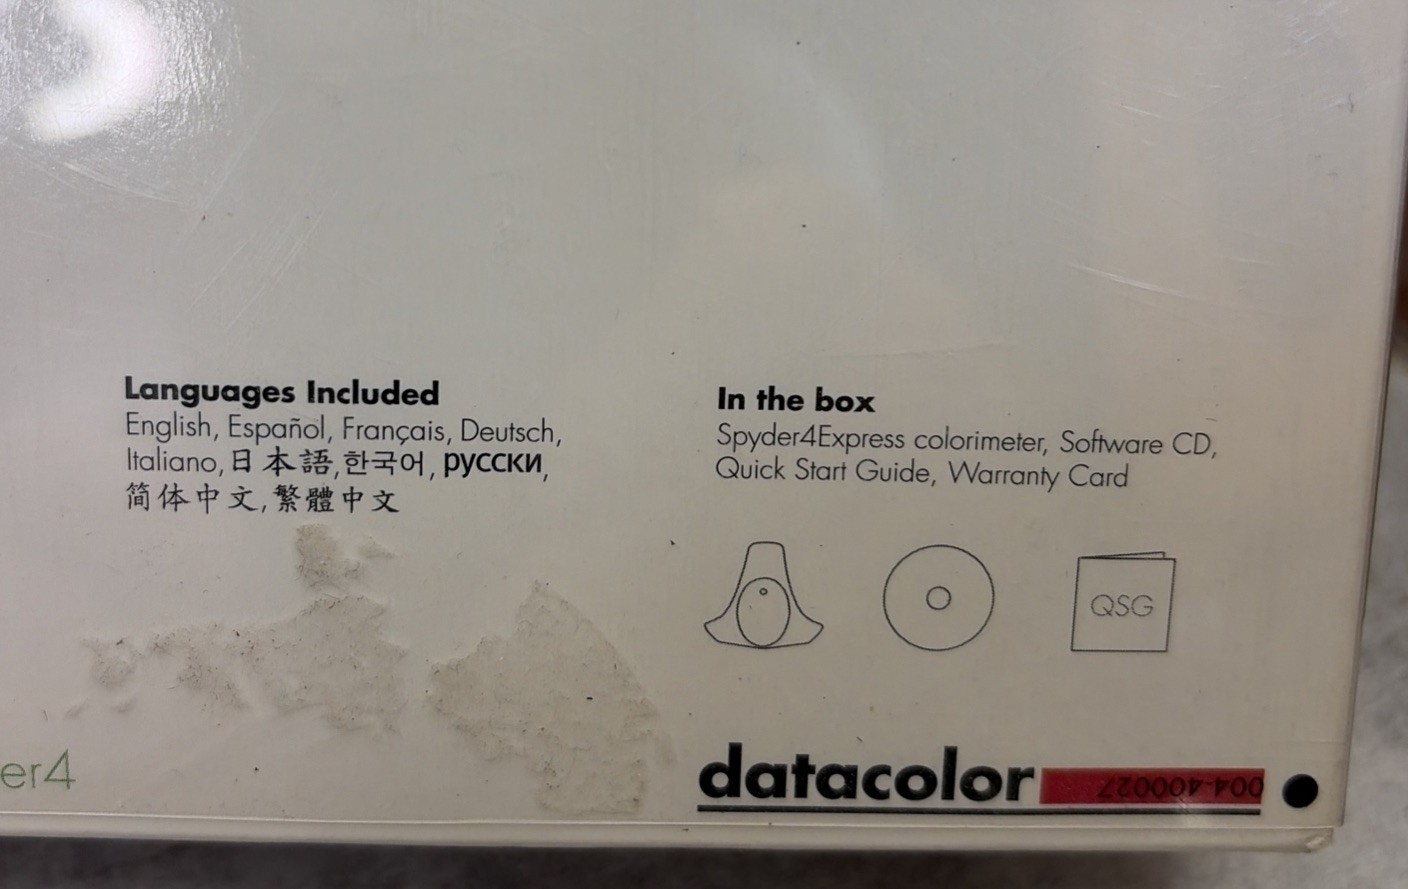 Languages Included
English, Español, Français, Deutsch,
Italiano, 日本語, 한국어, русски,
简体中文, 繁體中文
In the box
Spyder4Express colorimeter, Software CD,
Quick Start Guide, Warranty Card
QSG
er4
datacolor
004-400027